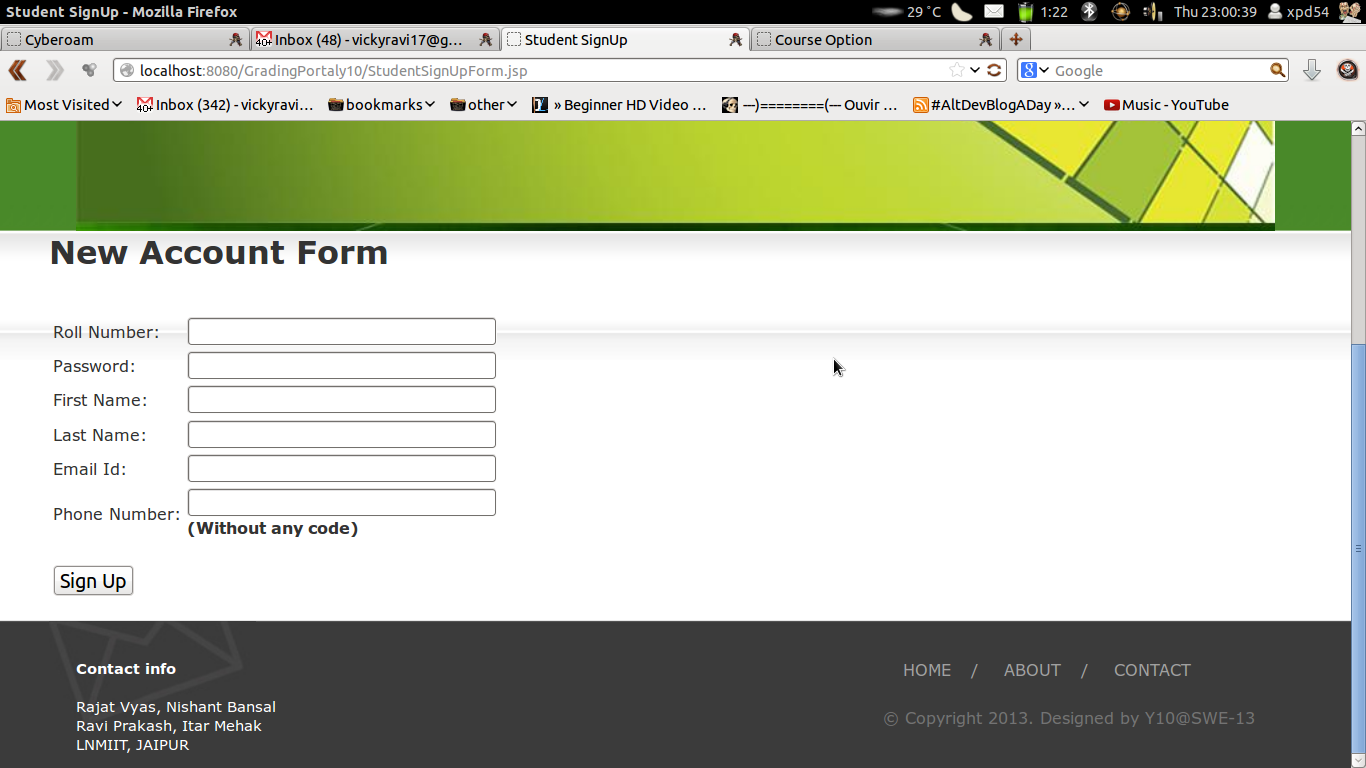 Student SignUp - Mozilla Firefox
29 °C
1:22
Thu 23:00:39
xpd54
Cyberoam
40+ Inbox (48) - vickyravi17@g...
Student SignUp
Course Option
localhost:8080/GradingPortaly10/StudentSignUpForm.jsp
Google
Most Visited
40+ Inbox (342) - vickyravi...
bookmarks
other
» Beginner HD Video ...
---)========(--- Ouvir ...
#AltDevBlogADay »...
Music - YouTube
New Account Form
Roll Number:
Password:
First Name:
Last Name:
Email Id:
Phone Number:
(Without any code)
Sign Up
Contact info
Rajat Vyas, Nishant Bansal
Ravi Prakash, Itar Mehak
LNMIIT, JAIPUR
HOME / ABOUT / CONTACT
© Copyright 2013. Designed by Y10@SWE-13